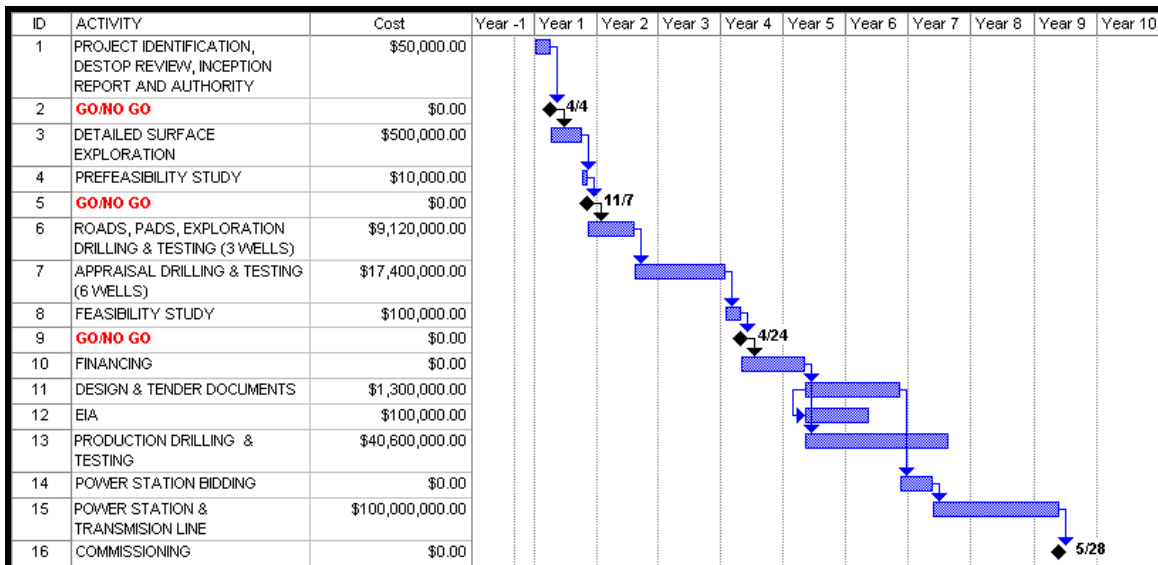 ID ACTIVITY Cost Year -1 Year 1 Year 2 Year 3 Year 4 Year 5 Year 6 Year 7 Year 8 Year 9 Year 10
1 PROJECT IDENTIFICATION, $50,000.00
DESTOP REVIEW, INCEPTION
REPORT AND AUTHORITY
2 GO/NO GO $0.00 4/4
3 DETAILED SURFACE $500,000.00
EXPLORATION
4 PREFEASIBILITY STUDY $10,000.00
5 GO/NO GO $0.00 11/7
6 ROADS, PADS, EXPLORATION $9,120,000.00
DRILLING & TESTING (3 WELLS)
7 APPRAISAL DRILLING & TESTING $17,400,000.00
(6 WELLS)
8 FEASIBILITY STUDY $100,000.00
9 GO/NO GO $0.00 4/24
10 FINANCING $0.00
11 DESIGN & TENDER DOCUMENTS $1,300,000.00
12 EIA $100,000.00
13 PRODUCTION DRILLING & $40,600,000.00
TESTING
14 POWER STATION BIDDING $0.00
15 POWER STATION & $100,000,000.00
TRANSMISION LINE
16 COMMISSIONING $0.00 5/28